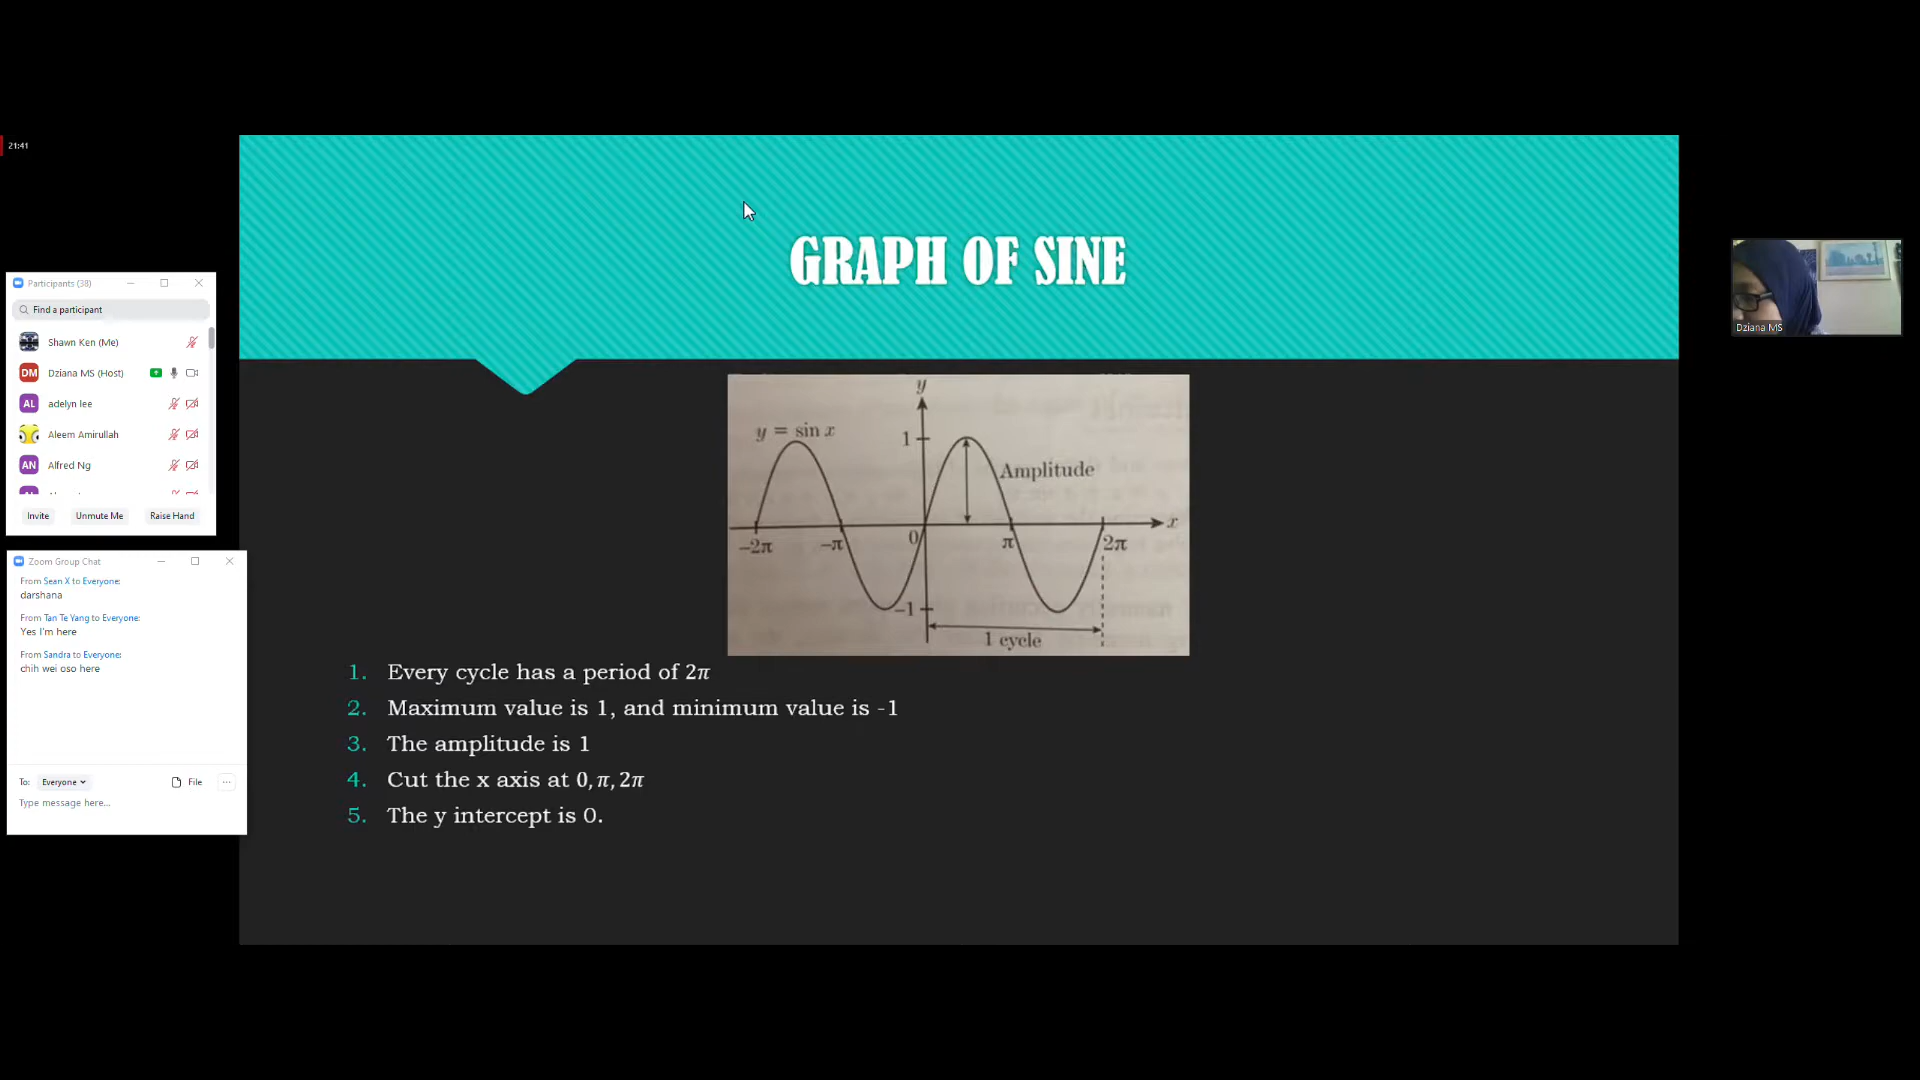 21:41
GRAPH OF SINE
Participants (38)
Find a participant
Shawn Ken (Me)
DM Dziana MS (Host)
AL adelyn lee
Aleem Amirullah
AN Alfred Ng
Invite Unmute Me Raise Hand
Zoom Group Chat
From Sean X to Everyone:
darshana
From Tan Te Yang to Everyone:
Yes I'm here
From Sandra to Everyone:
chih wei oso here
To: Everyone File ...
Type message here...
y
y = sin x
1
Amplitude
x
−2π −π 0 π 2π
−1
1 cycle
1. Every cycle has a period of 2π
2. Maximum value is 1, and minimum value is -1
3. The amplitude is 1
4. Cut the x axis at 0, π, 2π
5. The y intercept is 0.
Dziana MS